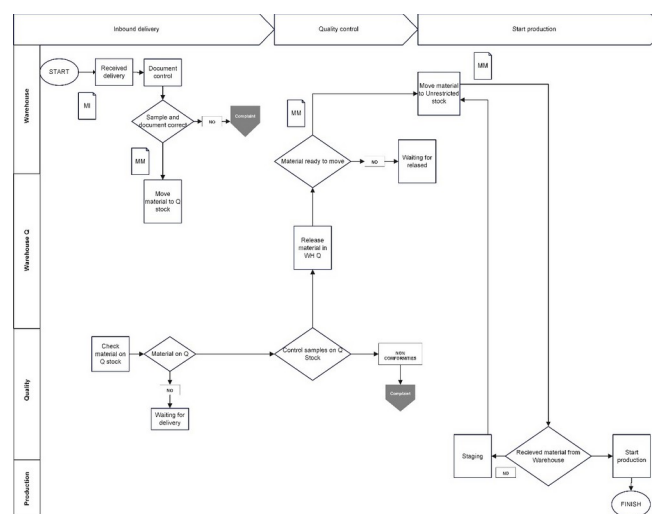 Inbound delivery
Quality control
Start production
Warehouse
START
Received
delivery
Document
control
MI
Sample and
document correct
NO
Complaint
MM
Move
material to Q
stock
MM
Material ready to move
NO
Waiting for
relased
Move material
to Unrestricted
stock
MM
Warehouse Q
Release
material in
WH Q
Quality
Check
material on
Q stock
Material on Q
NO
Waiting for
delivery
Control samples on Q
Stock
NON
CONFORMITIES
Complaint
Production
Staging
NO
Recieved material from
Warehouse
Start
production
FINISH